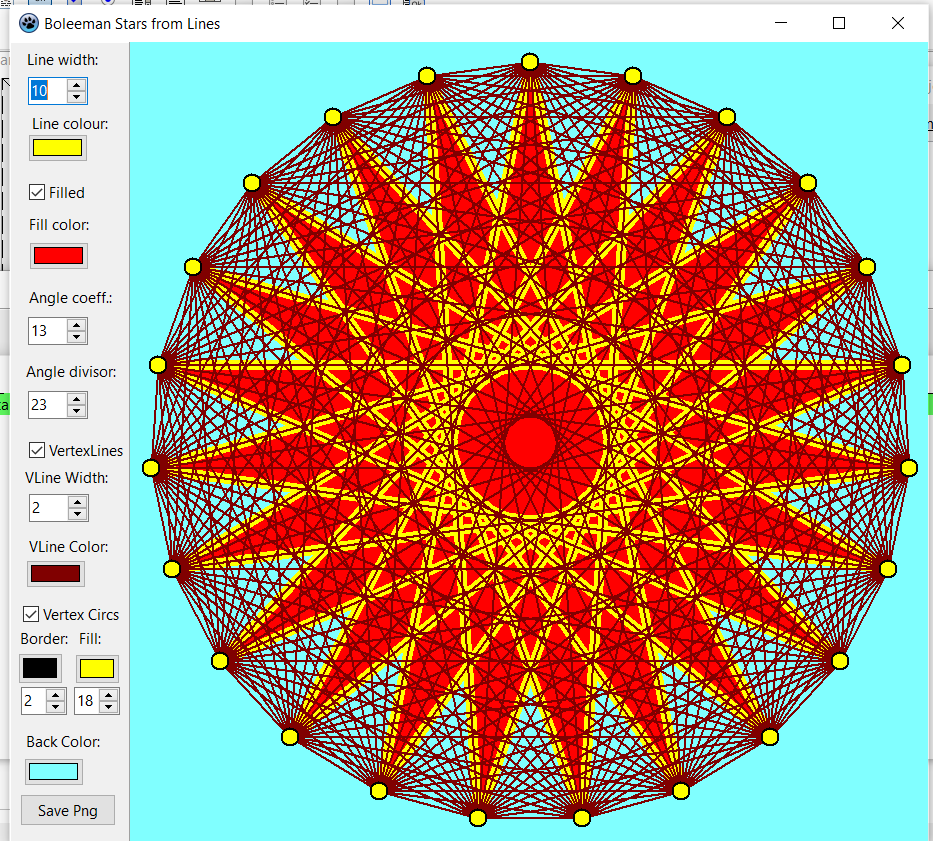 Boleeman Stars from Lines
Line width:
10
Line colour:
Filled
Fill color:
Angle coeff.:
13
Angle divisor:
23
VertexLines
VLine Width:
2
VLine Color:
Vertex Circs
Border: Fill:
2 18
Back Color:
Save Png